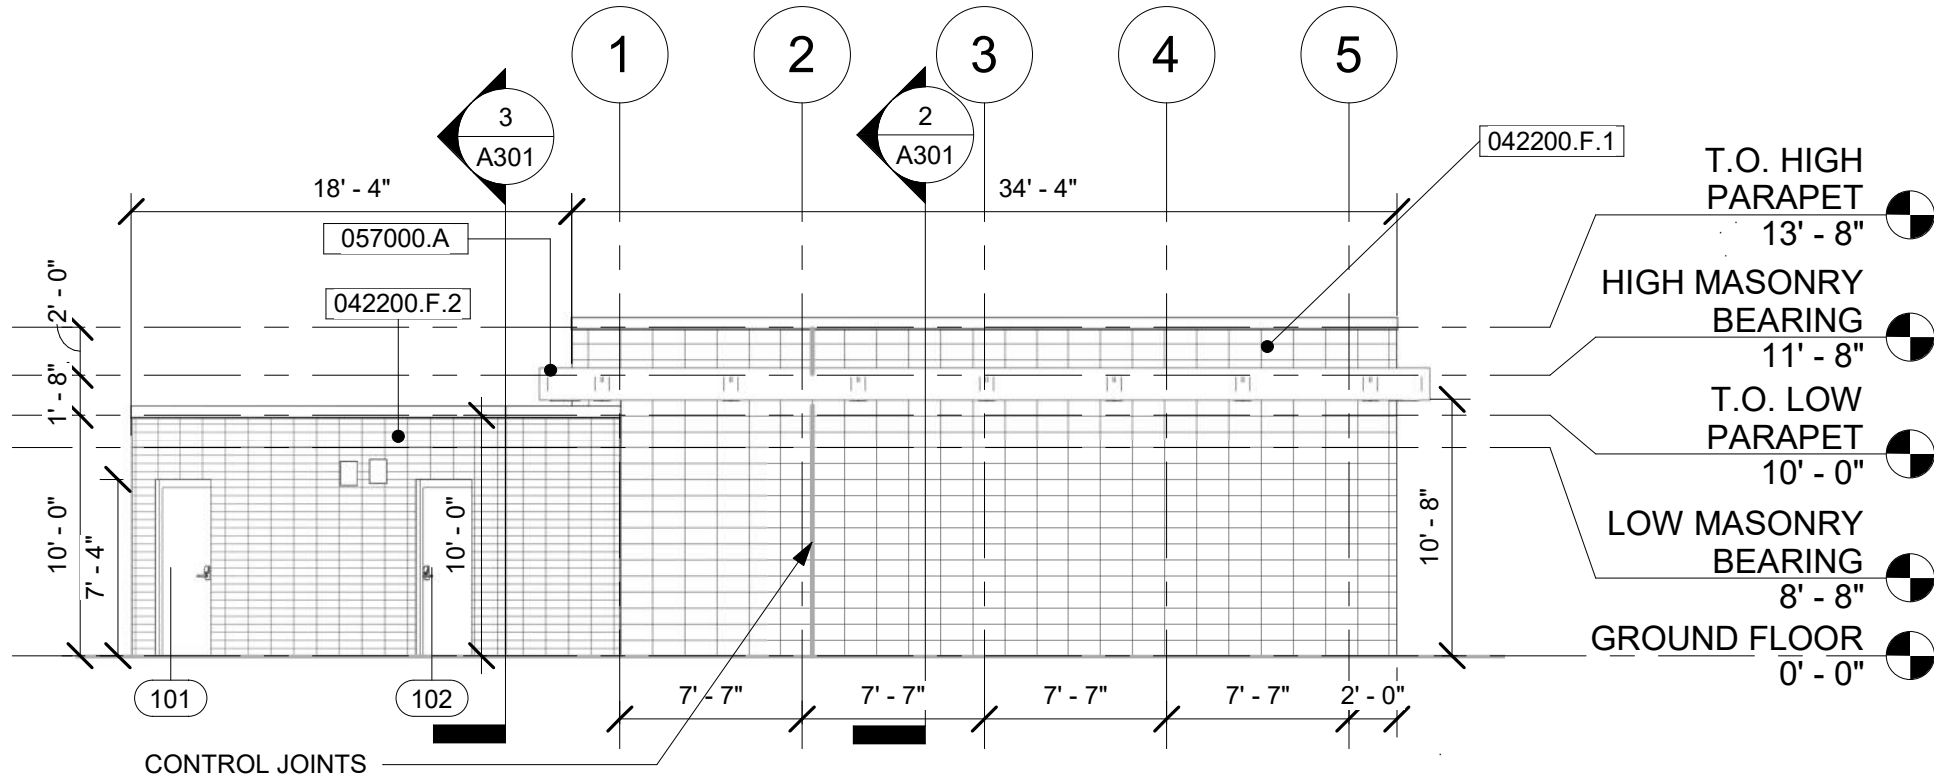 1
2
3
4
5
3
A301
2
A301
042200.F.1
18' - 4"
34' - 4"
057000.A
042200.F.2
2' - 0"
1' - 8"
10' - 0"
7' - 4"
10' - 0"
10' - 8"
T.O. HIGH
PARAPET
13' - 8"
HIGH MASONRY
BEARING
11' - 8"
T.O. LOW
PARAPET
10' - 0"
LOW MASONRY
BEARING
8' - 8"
GROUND FLOOR
0' - 0"
101
102
7' - 7"
7' - 7"
7' - 7"
7' - 7"
2' - 0"
CONTROL JOINTS